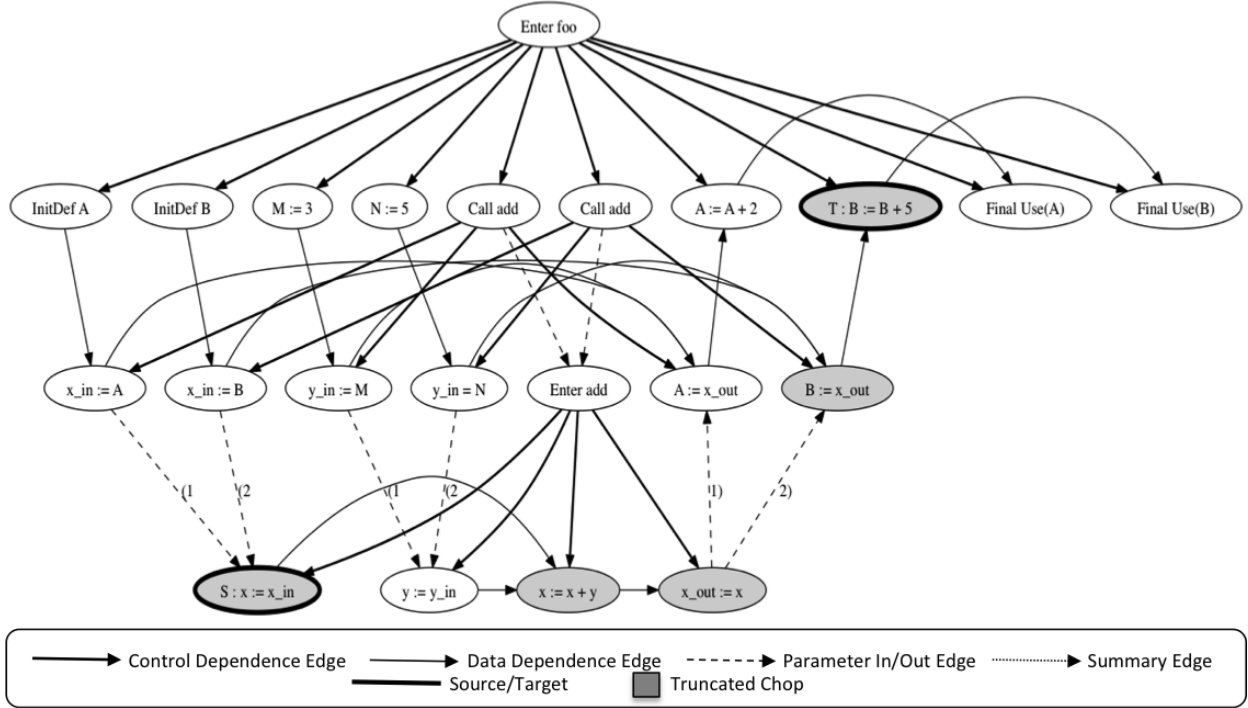 Enter foo
InitDef A
InitDef B
M := 3
N := 5
Call add
Call add
A := A + 2
T : B := B + 5
Final Use(A)
Final Use(B)
x_in := A
x_in := B
y_in := M
y_in = N
Enter add
A := x_out
B := x_out
(1
(2
(1
(2
1)
2)
S : x := x_in
y := y_in
x := x + y
x_out := x
Control Dependence Edge
Data Dependence Edge
Parameter In/Out Edge
Summary Edge
Source/Target
Truncated Chop